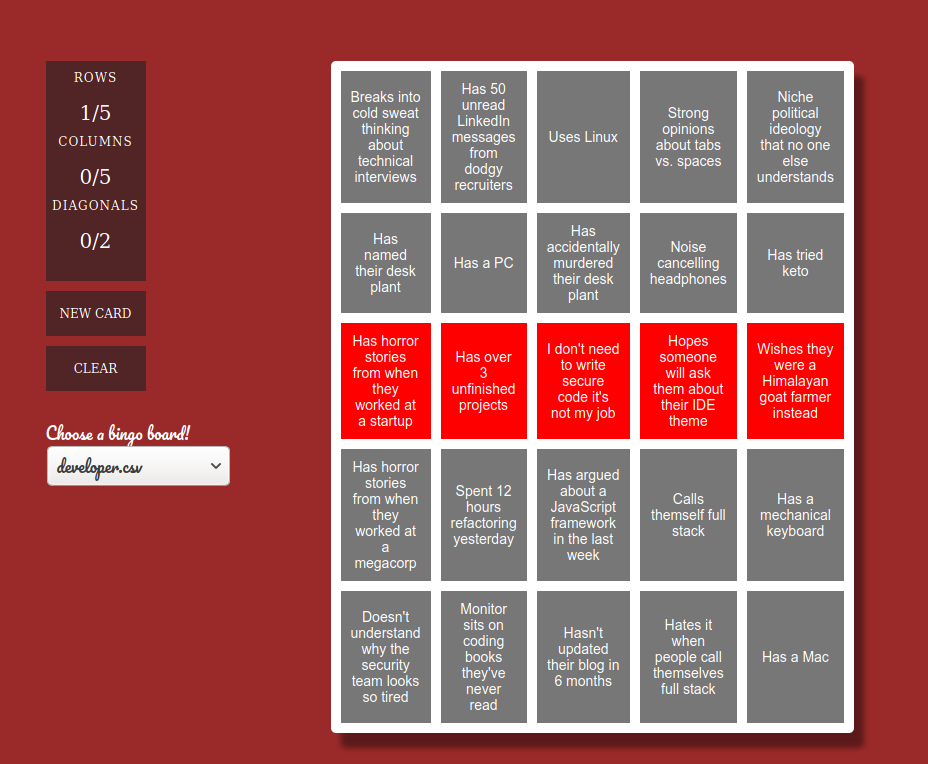 ROWS
1/5
COLUMNS
0/5
DIAGONALS
0/2
NEW CARD
CLEAR
Choose a bingo board!
developer.csv
Breaks into
cold sweat
thinking
about
technical
interviews
Has 50
unread
LinkedIn
messages
from
dodgy
recruiters
Uses Linux
Strong
opinions
about tabs
vs. spaces
Niche
political
ideology
that no one
else
understands
Has
named
their desk
plant
Has a PC
Has
accidentally
murdered
their desk
plant
Noise
cancelling
headphones
Has tried
keto
Has horror
stories
from when
they
worked at
a startup
Has over
3
unfinished
projects
I don't need
to write
secure
code it's
not my job
Hopes
someone
will ask
them about
their IDE
theme
Wishes they
were a
Himalayan
goat farmer
instead
Has horror
stories
from when
they
worked at
a
megacorp
Spent 12
hours
refactoring
yesterday
Has argued
about a
JavaScript
framework
in the last
week
Calls
themself full
stack
Has a
mechanical
keyboard
Doesn't
understand
why the
security
team looks
so tired
Monitor
sits on
coding
books
they've
never
read
Hasn't
updated
their blog in
6 months
Hates it
when
people call
themselves
full stack
Has a Mac